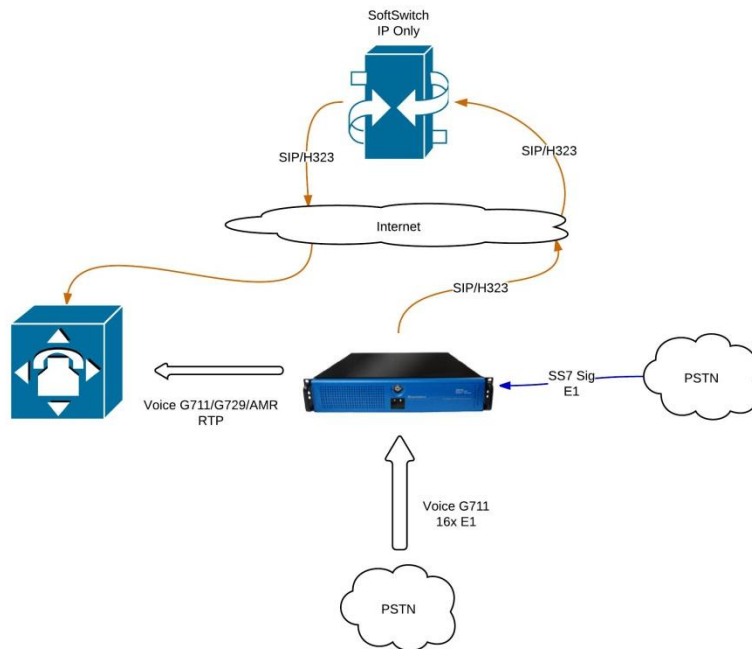 SoftSwitch
IP Only
SIP/H323
SIP/H323
Internet
SIP/H323
Voice G711/G729/AMR
RTP
SS7 Sig
E1
PSTN
Voice G711
16x E1
PSTN